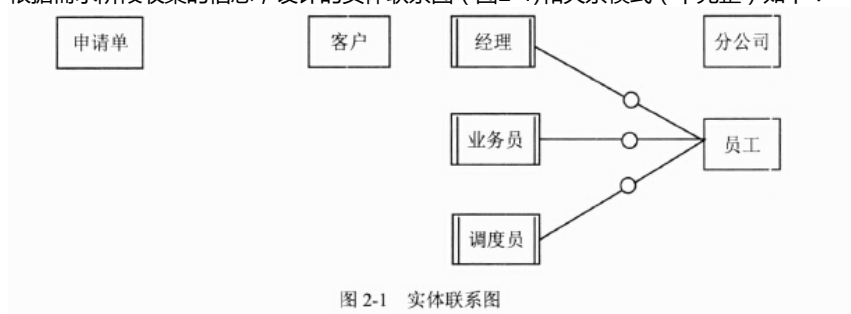 根据需求阶段收集的信息，设计的实体联系图（图2-1)和关系模式（不完整）如下：
申请单
客户
经理
分公司
业务员
员工
调度员
图 2-1 实体联系图